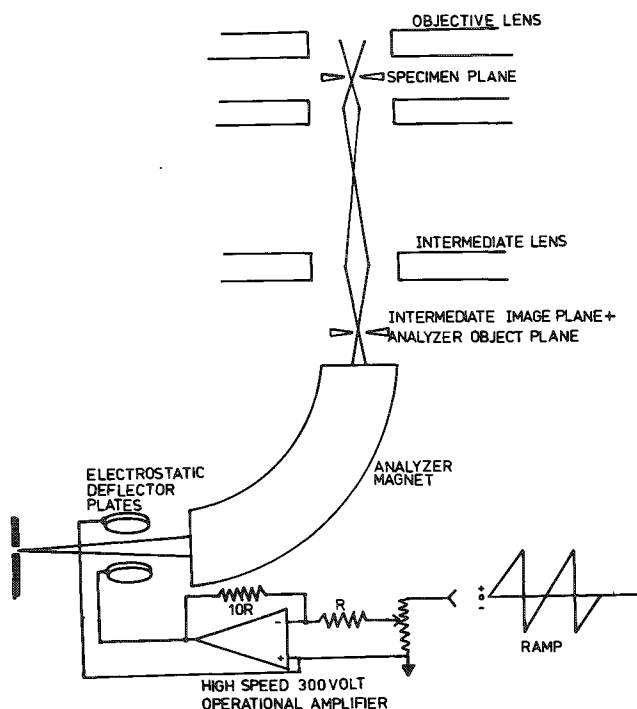 OBJECTIVE LENS
SPECIMEN PLANE
INTERMEDIATE LENS
INTERMEDIATE IMAGE PLANE+
ANALYZER OBJECT PLANE
ELECTROSTATIC
DEFLECTOR
PLATES
ANALYZER
MAGNET
10R
R
-
+
+
0
-
RAMP
HIGH SPEED 300 VOLT
OPERATIONAL AMPLIFIER